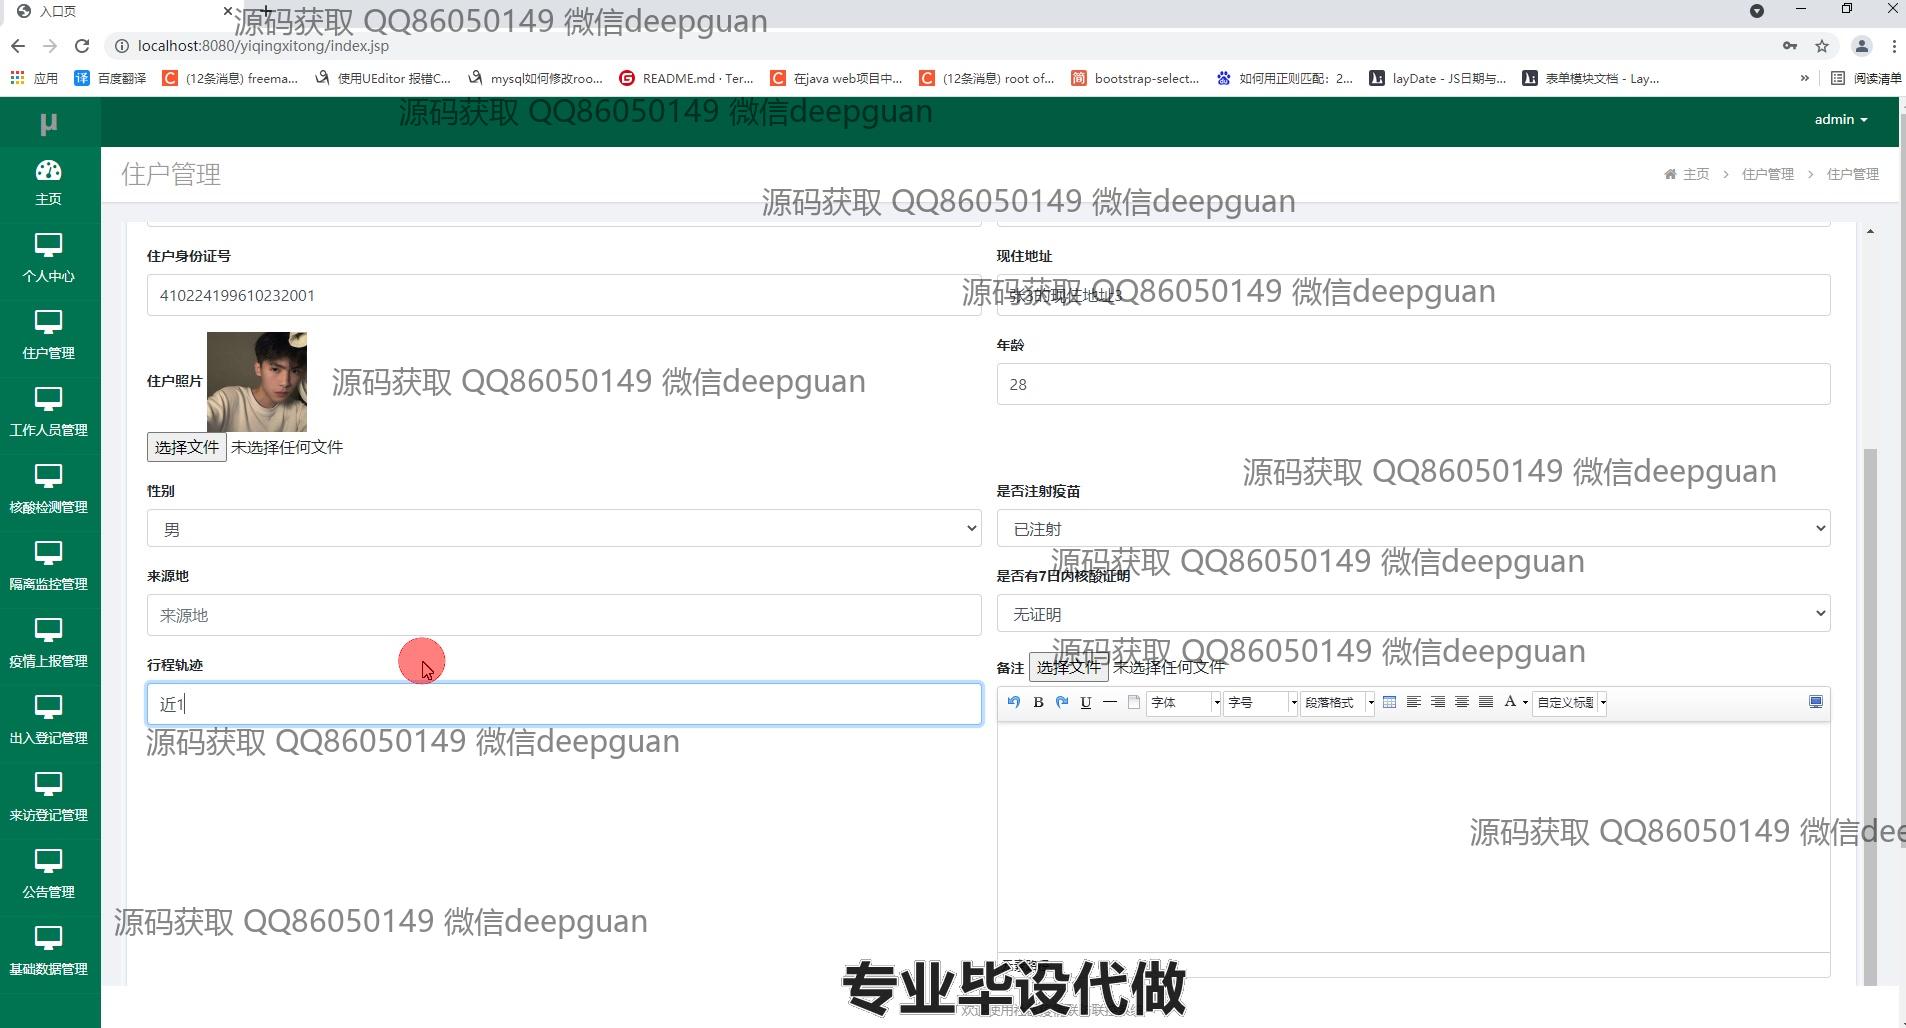 入口页
源码获取 QQ86050149 微信deepguan
localhost:8080/yiqingxitong/index.jsp
应用
百度翻译
(12条消息) freema...
使用UEditor 报错C...
mysql如何修改roo...
README.md · Ter...
在java web项目中...
(12条消息) root of...
bootstrap-select...
如何用正则匹配：2...
layDate - JS日期与...
表单模块文档 - Lay...
»
阅读清单
源码获取 QQ86050149 微信deepguan
μ
admin
主页
住户管理
主页 > 住户管理 > 住户管理
源码获取 QQ86050149 微信deepguan
个人中心
住户身份证号
现住地址
410224199610232001
张3的现住地址3
源码获取 QQ86050149 微信deepguan
住户管理
年龄
住户照片
源码获取 QQ86050149 微信deepguan
28
工作人员管理
选择文件 未选择任何文件
源码获取 QQ86050149 微信deepguan
性别
是否注射疫苗
核酸检测管理
男
已注射
源码获取 QQ86050149 微信deepguan
来源地
是否有7日内核酸证明
隔离监控管理
来源地
无证明
源码获取 QQ86050149 微信deepguan
行程轨迹
备注 选择文件 未选择任何文件
疫情上报管理
近1
B U 字体 字号 段落格式 A 自定义标题
源码获取 QQ86050149 微信deepguan
出入登记管理
来访登记管理
源码获取 QQ86050149 微信dee
公告管理
源码获取 QQ86050149 微信deepguan
基础数据管理
专业毕设代做